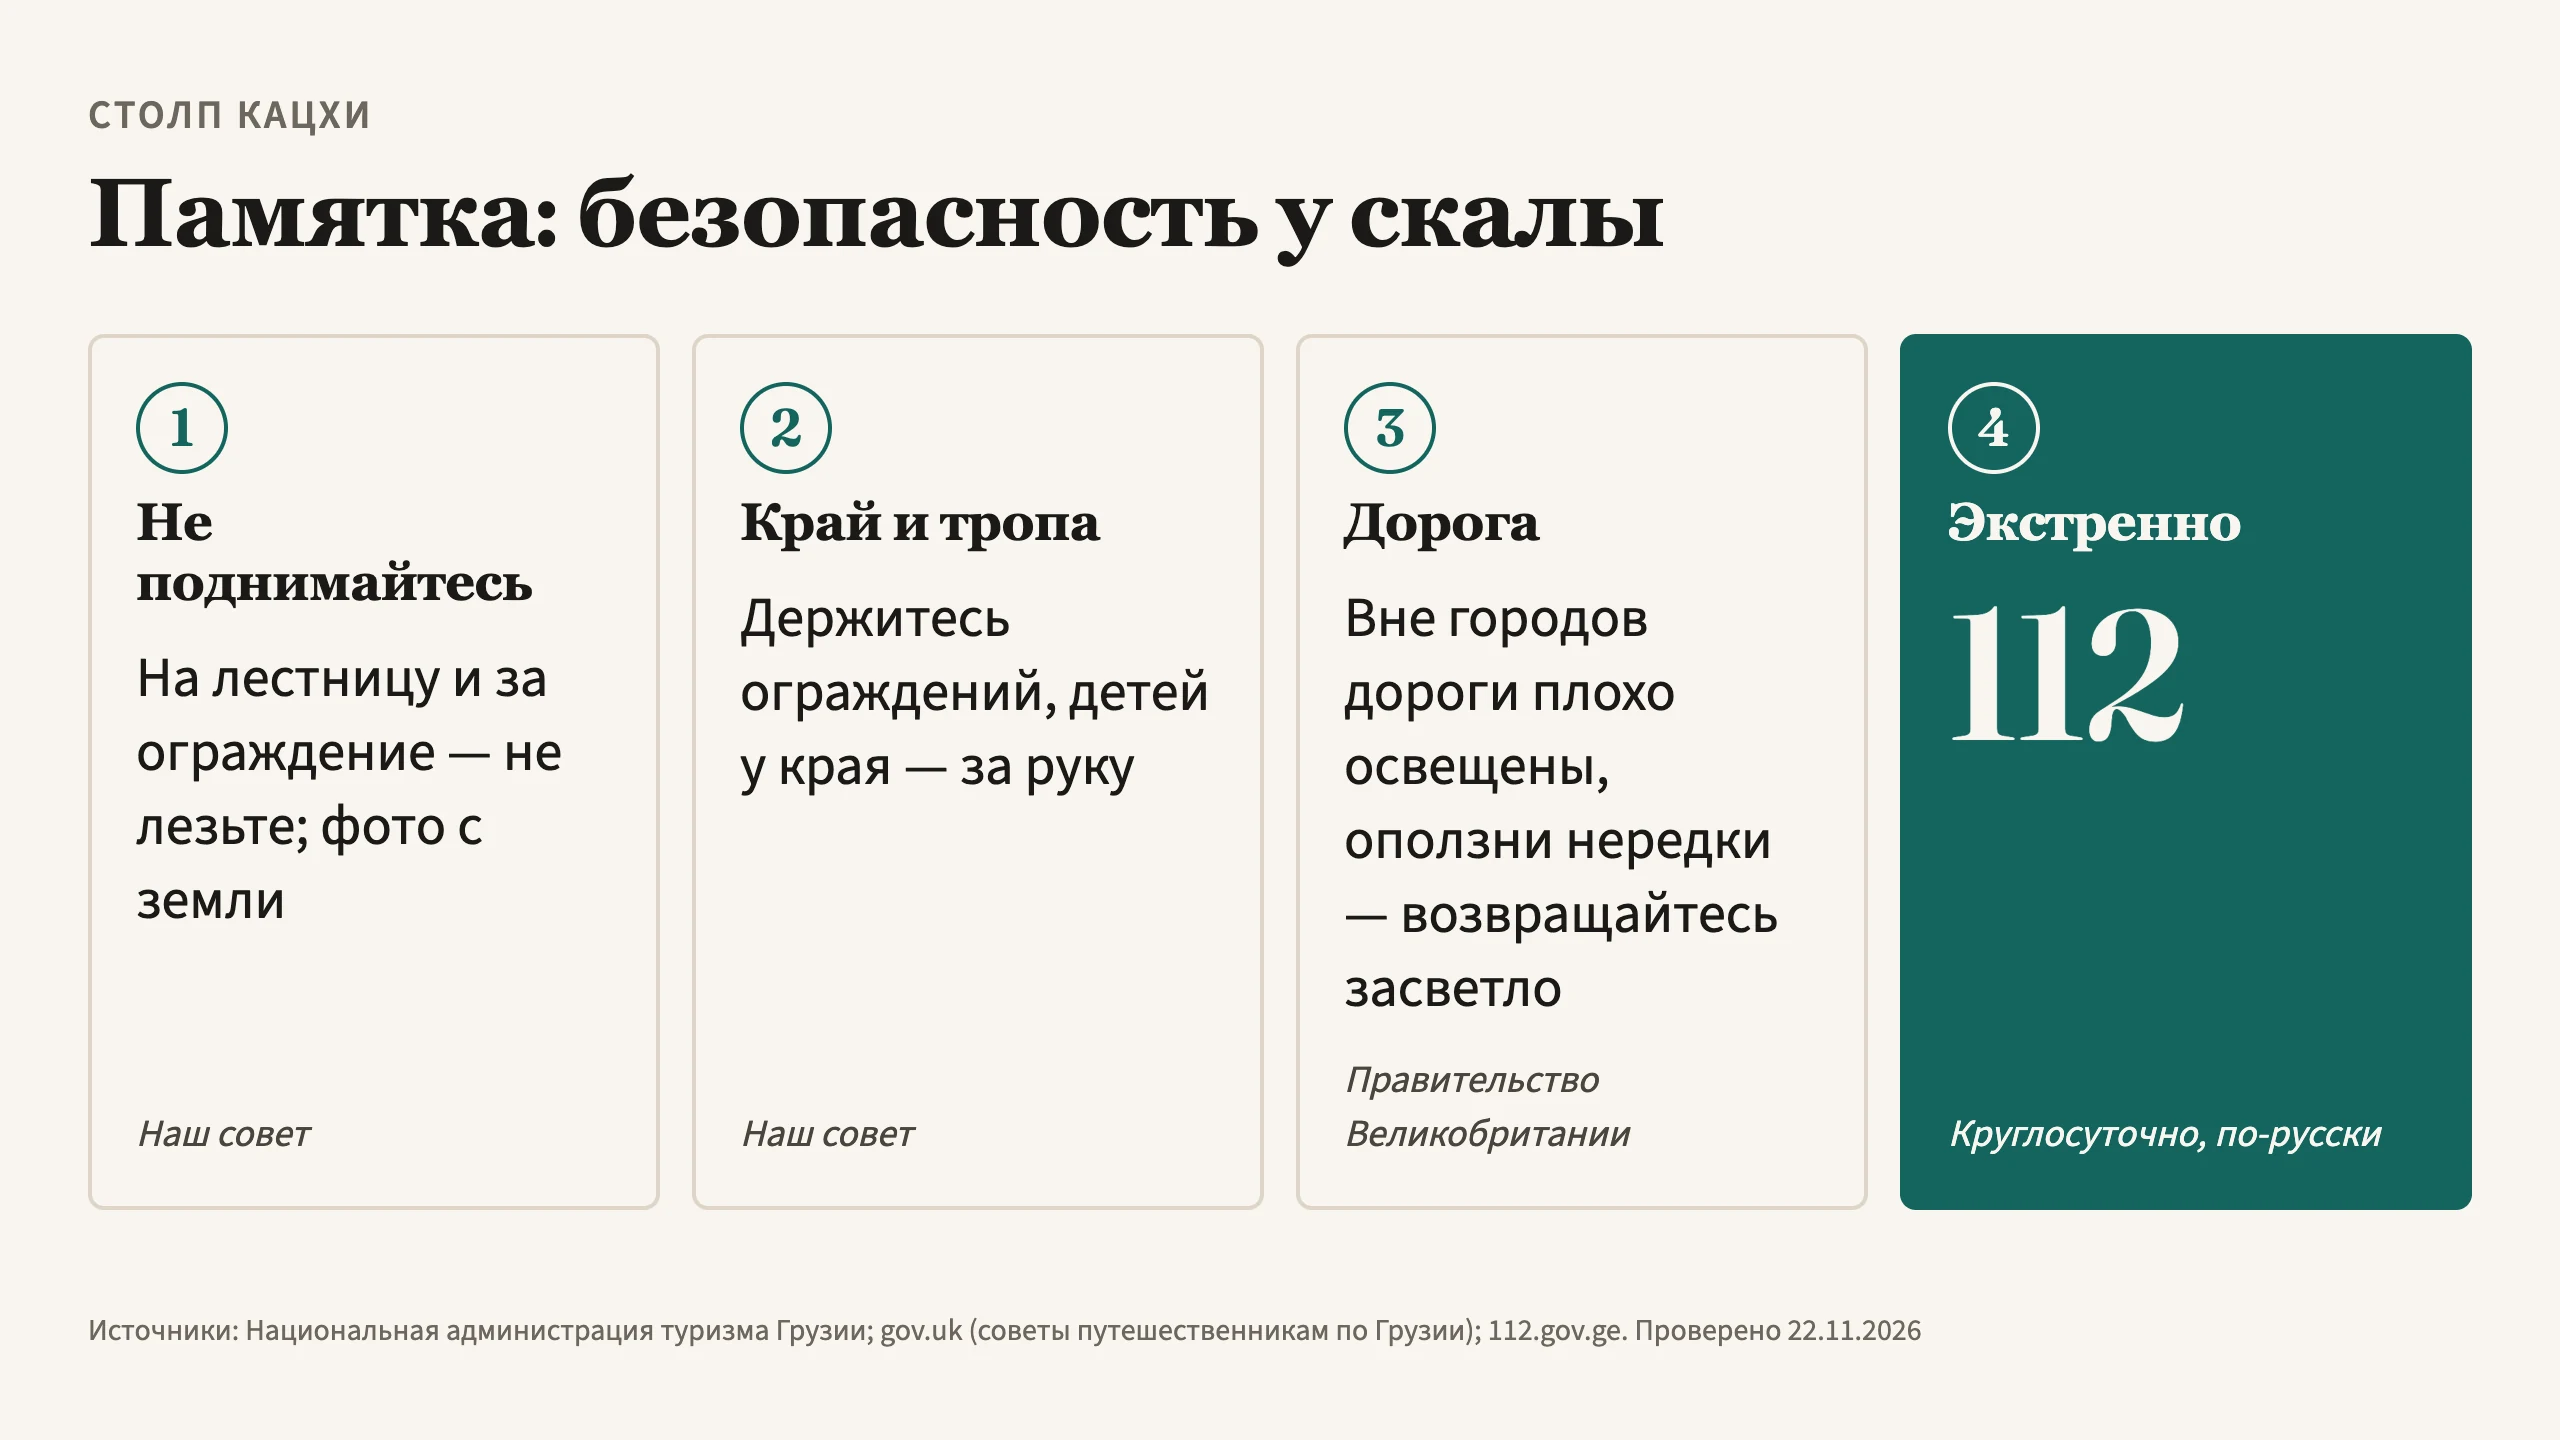 СТОЛП КАЦХИ
Памятка: безопасность у скалы
1
Не
поднимайтесь
На лестницу и за
ограждение — не
лезьте; фото с
земли
Наш совет
2
Край и тропа
Держитесь
ограждений, детей
у края — за руку
Наш совет
3
Дорога
Вне городов
дороги плохо
освещены,
оползни нередки
— возвращайтесь
засветло
Правительство
Великобритании
4
Экстренно
112
Круглосуточно, по-русски
Источники: Национальная администрация туризма Грузии; gov.uk (советы путешественникам по Грузии); 112.gov.ge. Проверено 22.11.2026